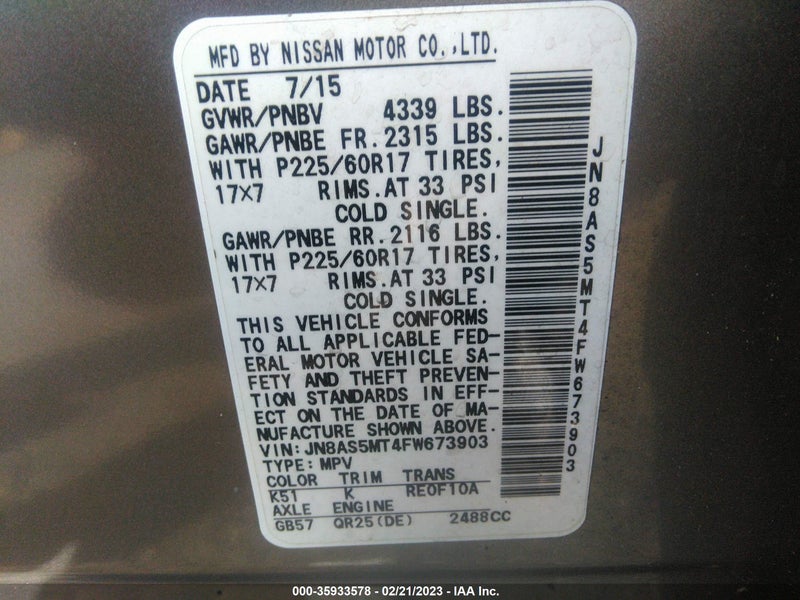 MFD BY NISSAN MOTOR CO.,LTD.
DATE 7/15
GVWR/PNBV 4339 LBS.
GAWR/PNBE FR.2315 LBS.
WITH P225/60R17 TIRES,
17×7 RIMS.AT 33 PSI
COLD SINGLE.
GAWR/PNBE RR.2116 LBS.
WITH P225/60R17 TIRES,
17×7 RIMS.AT 33 PSI
COLD SINGLE.
THIS VEHICLE CONFORMS
TO ALL APPLICABLE FED-
ERAL MOTOR VEHICLE SA-
FETY AND THEFT PREVEN-
TION STANDARDS IN EFF-
ECT ON THE DATE OF MA-
NUFACTURE SHOWN ABOVE.
VIN:JN8AS5MT4FW673903
TYPE:MPV
COLOR TRIM TRANS
K51 K RE0F10A
AXLE ENGINE
GB57 QR25(DE) 2488CC
JN8AS5MT4FW673903
000-35933578 - 02/21/2023 - IAA Inc.